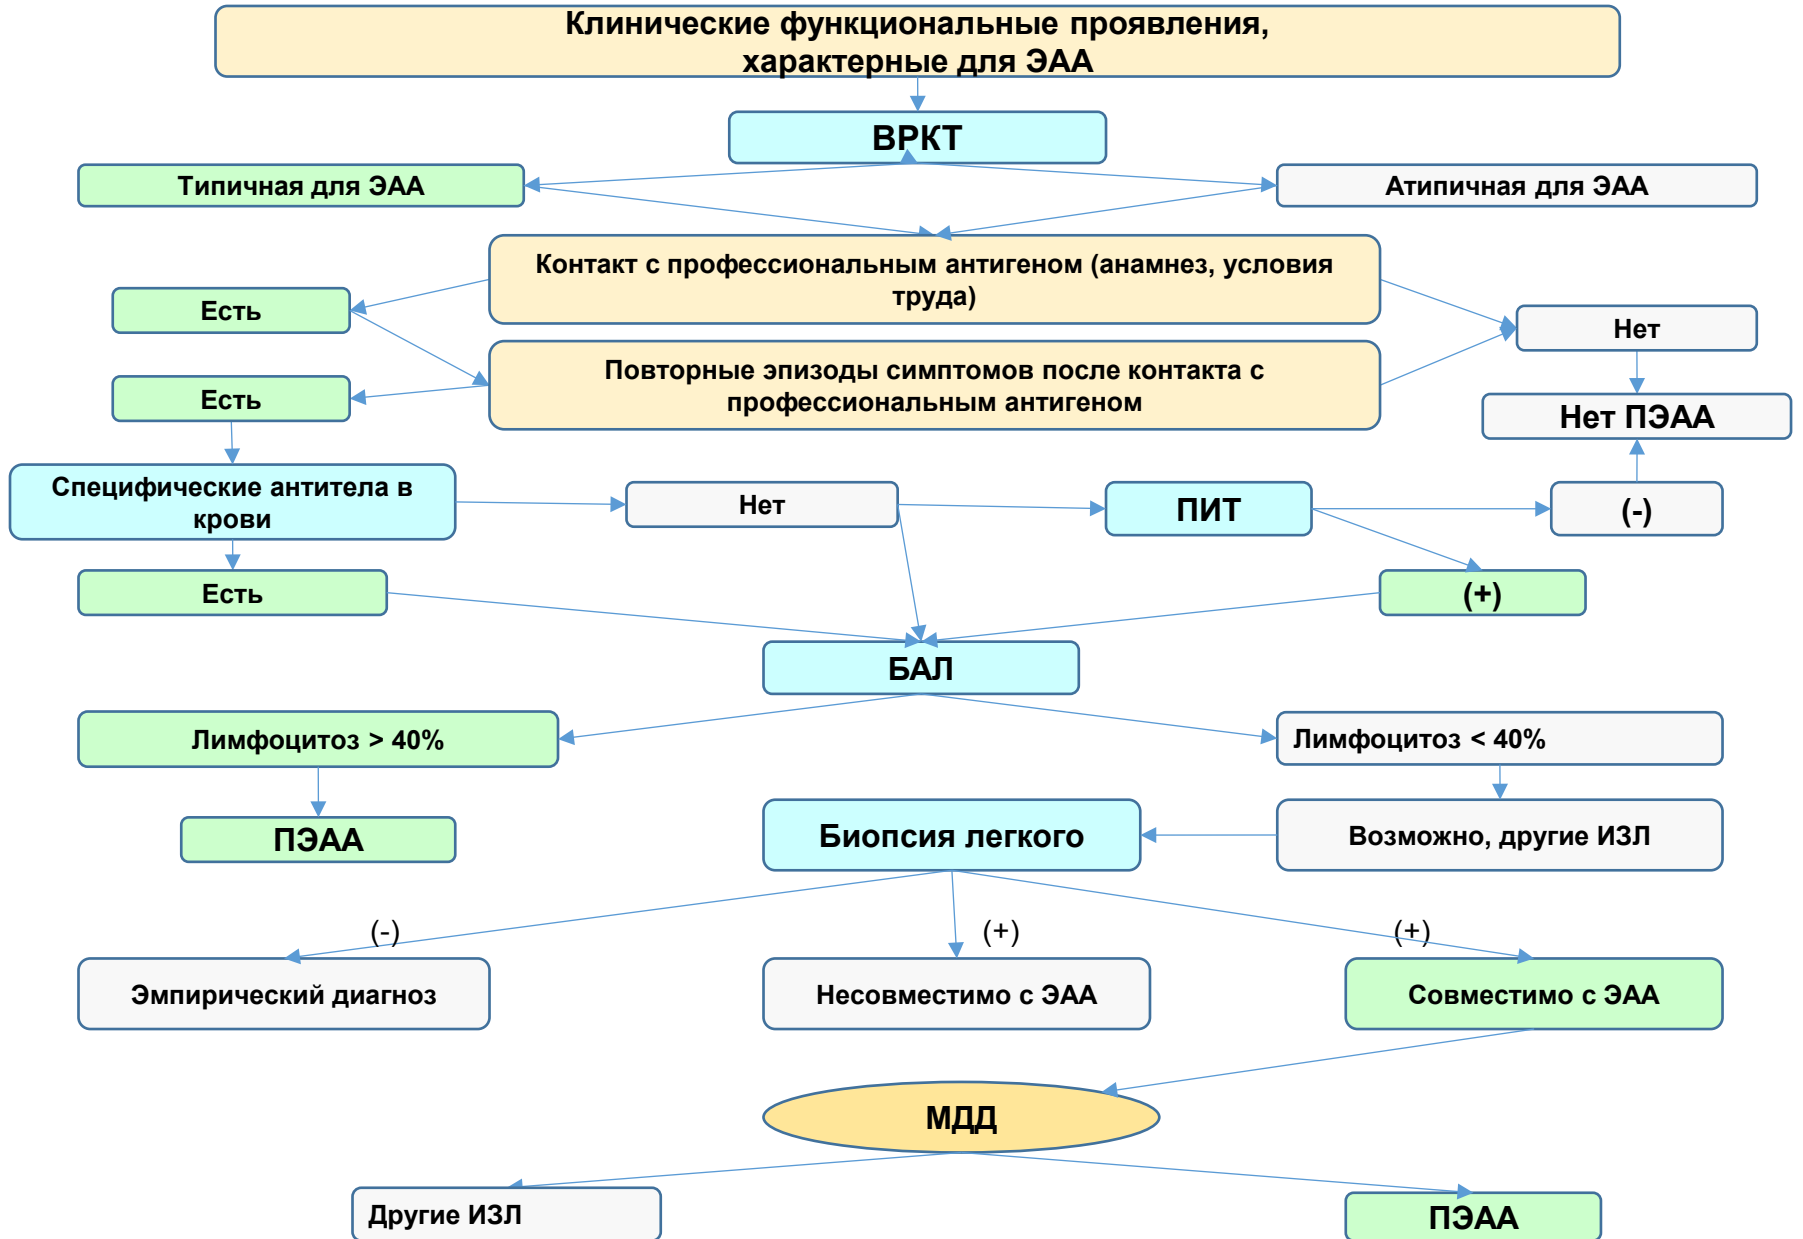 Клинические функциональные проявления,
характерные для ЭАА
ВРКТ
Типичная для ЭАА
Атипичная для ЭАА
Контакт с профессиональным антигеном (анамнез, условия
труда)
Есть
Нет
Повторные эпизоды симптомов после контакта с
профессиональным антигеном
Есть
Нет ПЭАА
Специфические антитела в
крови
Нет
ПИТ
(-)
Есть
(+)
БАЛ
Лимфоцитоз > 40%
Лимфоцитоз < 40%
ПЭАА
Биопсия легкого
Возможно, другие ИЗЛ
(-)
(+)
(+)
Эмпирический диагноз
Несовместимо с ЭАА
Совместимо с ЭАА
МДД
Другие ИЗЛ
ПЭАА